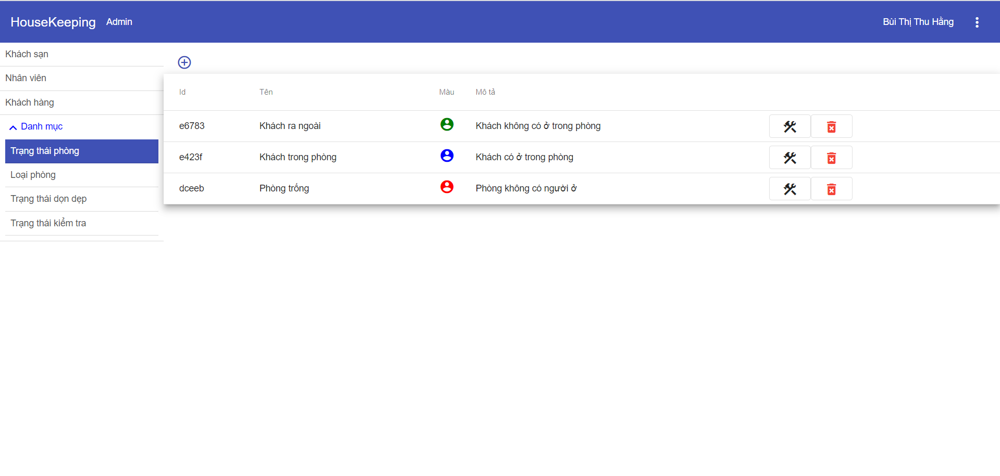 HouseKeeping Admin Bùi Thị Thu Hằng
Khách sạn
Nhân viên
Khách hàng
Danh mục
Trạng thái phòng
Loại phòng
Trạng thái dọn dẹp
Trạng thái kiểm tra
Id Tên Màu Mô tả
e6783 Khách ra ngoài Khách không có ở trong phòng
e423f Khách trong phòng Khách có ở trong phòng
dceeb Phòng trống Phòng không có người ở